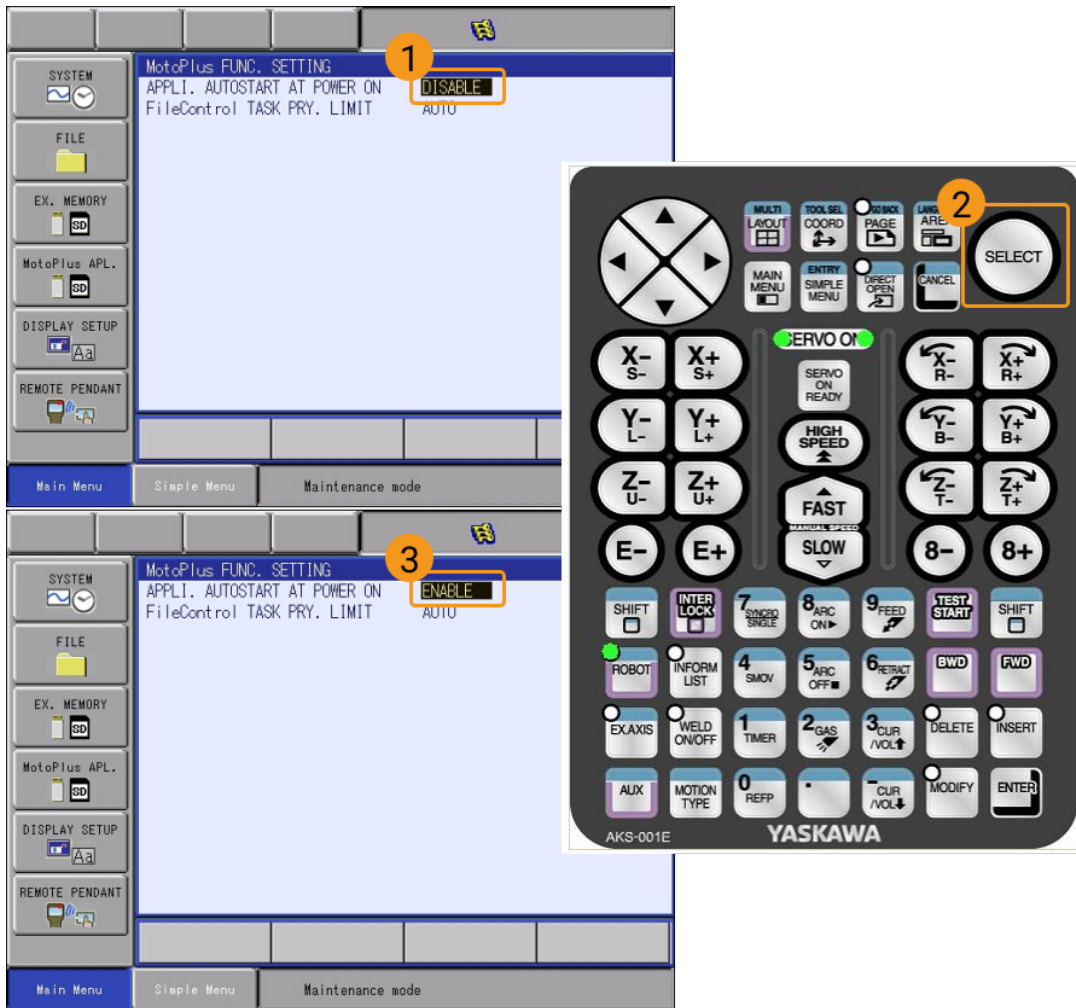 MotoPlus FUNC. SETTING
APPLI. AUTOSTART AT POWER ON DISABLE
FileControl TASK PRY. LIMIT AUTO
1
SYSTEM
FILE
EX. MEMORY
SD
MotoPlus APL.
SD
DISPLAY SETUP
Aa
REMOTE PENDANT
Main Menu Simple Menu Maintenance mode
MotoPlus FUNC. SETTING
APPLI. AUTOSTART AT POWER ON ENABLE
FileControl TASK PRY. LIMIT AUTO
3
SYSTEM
FILE
EX. MEMORY
SD
MotoPlus APL.
SD
DISPLAY SETUP
Aa
REMOTE PENDANT
Main Menu Simple Menu Maintenance mode
2
MULTI TOOL SEL GO BACK
LAYOUT COORD PAGE
SELECT
MAIN MENU
ENTRY
SIMPLE MENU
DIRECT OPEN
CANCEL
SERVO ON
X- S- X+ S+
SERVO ON READY
X- R- X+ R+
Y- L- Y+ L+
HIGH SPEED
Y- B- Y+ B+
Z- U- Z+ U+
FAST
MANUAL SPEED
SLOW
Z- T- Z+ T+
E- E+ 8- 8+
SHIFT
INTER LOCK
7 SYNCRO SINGLE
8 ARC ON
9 FEED
TEST START
SHIFT
ROBOT
INFORM LIST
4 SMOV
5 ARC OFF
6 RETRACT
BWD
FWD
EX.AXIS
WELD ON/OFF
1 TIMER
2 GAS
3 CUR /VOL
DELETE
INSERT
AUX
MOTION TYPE
0 REFP
.
- CUR /VOL
MODIFY
ENTER
AKS-001E YASKAWA